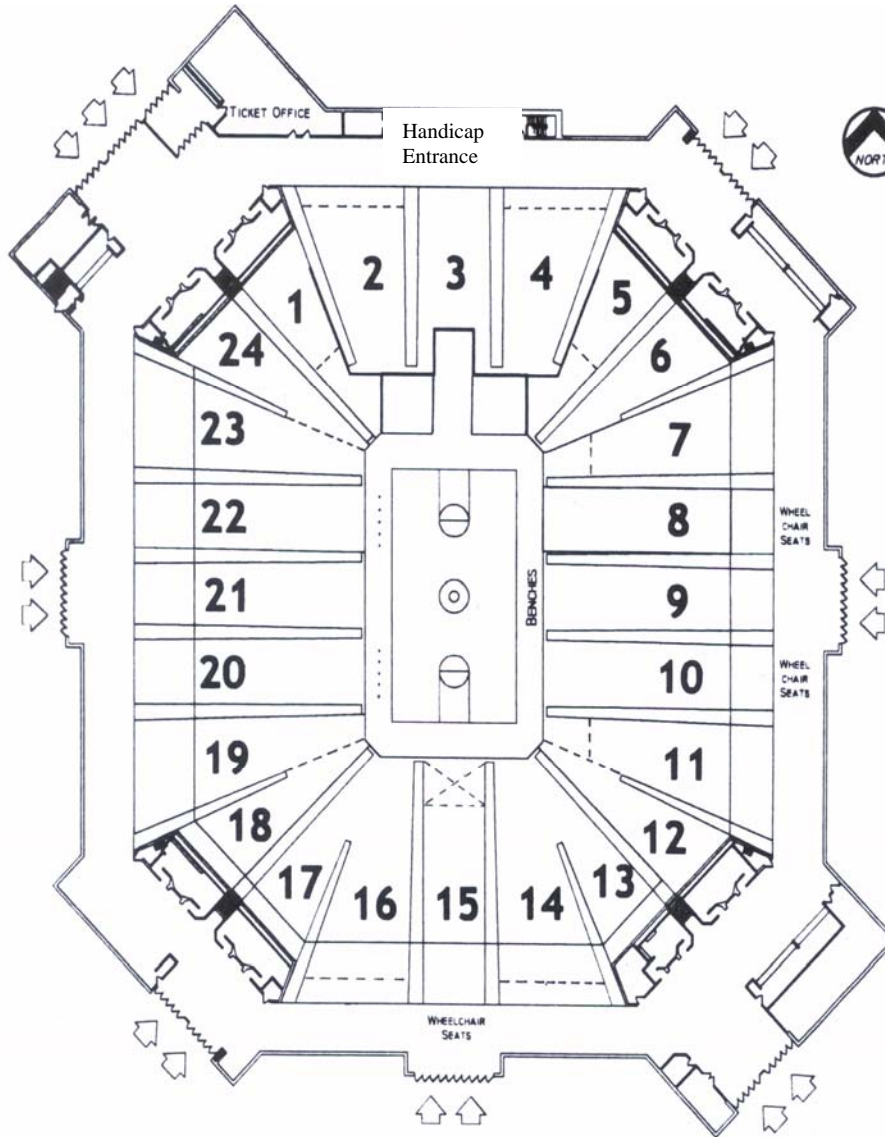 TICKET OFFICE
Handicap
Entrance
NORT
2
3
4
1
5
24
6
23
7
22
8
WHEEL
CHAIR
SEATS
21
BENCHES
9
20
10
WHEEL
CHAIR
SEATS
19
11
18
12
17
16
15
14
13
WHEELCHAIR
SEATS